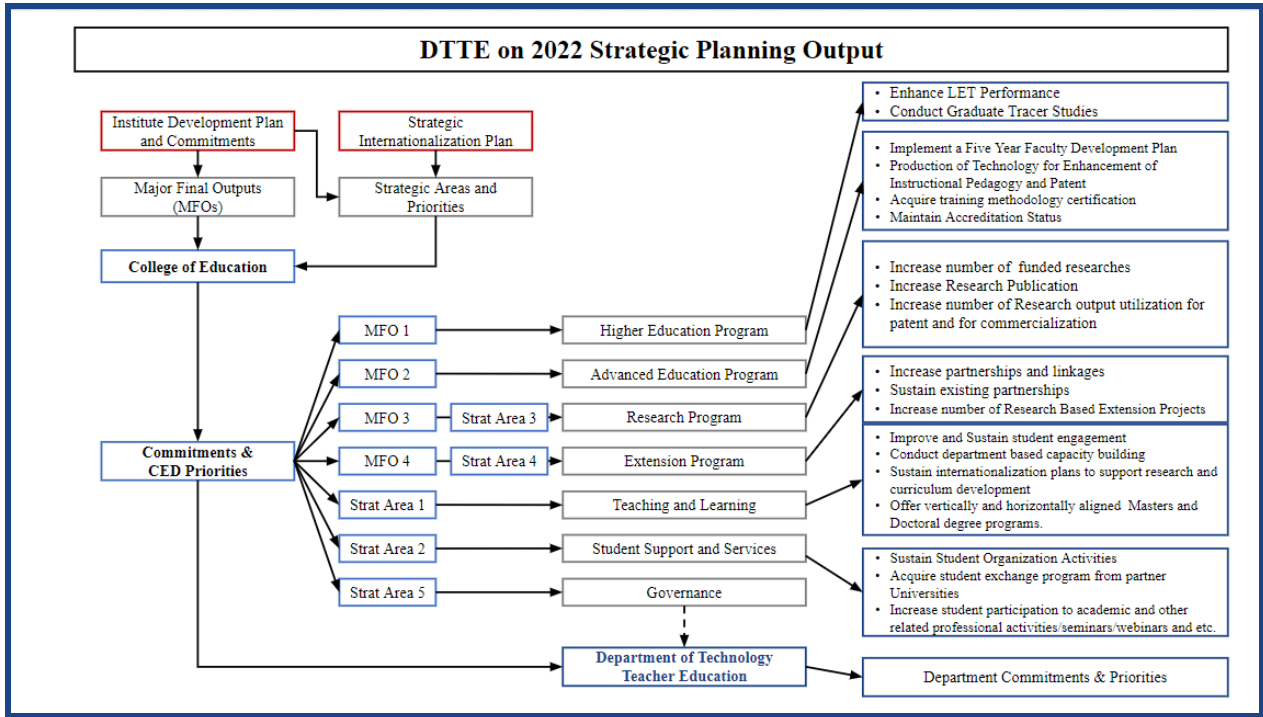 DTTE on 2022 Strategic Planning Output
Institute Development Plan
and Commitments
Strategic
Internationalization Plan
Major Final Outputs
(MFOs)
Strategic Areas and
Priorities
College of Education
Commitments &
CED Priorities
MFO 1
Higher Education Program
MFO 2
Advanced Education Program
MFO 3
Strat Area 3
Research Program
MFO 4
Strat Area 4
Extension Program
Strat Area 1
Teaching and Learning
Strat Area 2
Student Support and Services
Strat Area 5
Governance
Department of Technology
Teacher Education
• Enhance LET Performance
• Conduct Graduate Tracer Studies
• Implement a Five Year Faculty Development Plan
• Production of Technology for Enhancement of
Instructional Pedagogy and Patent
• Acquire training methodology certification
• Maintain Accreditation Status
• Increase number of funded researches
• Increase Research Publication
• Increase number of Research output utilization for
patent and for commercialization
• Increase partnerships and linkages
• Sustain existing partnerships
• Increase number of Research Based Extension Projects
• Improve and Sustain student engagement
• Conduct department based capacity building
• Sustain internationalization plans to support research and
curriculum development
• Offer vertically and horizontally aligned Masters and
Doctoral degree programs.
• Sustain Student Organization Activities
• Acquire student exchange program from partner
Universities
• Increase student participation to academic and other
related professional activities/seminars/webinars and etc.
Department Commitments & Priorities